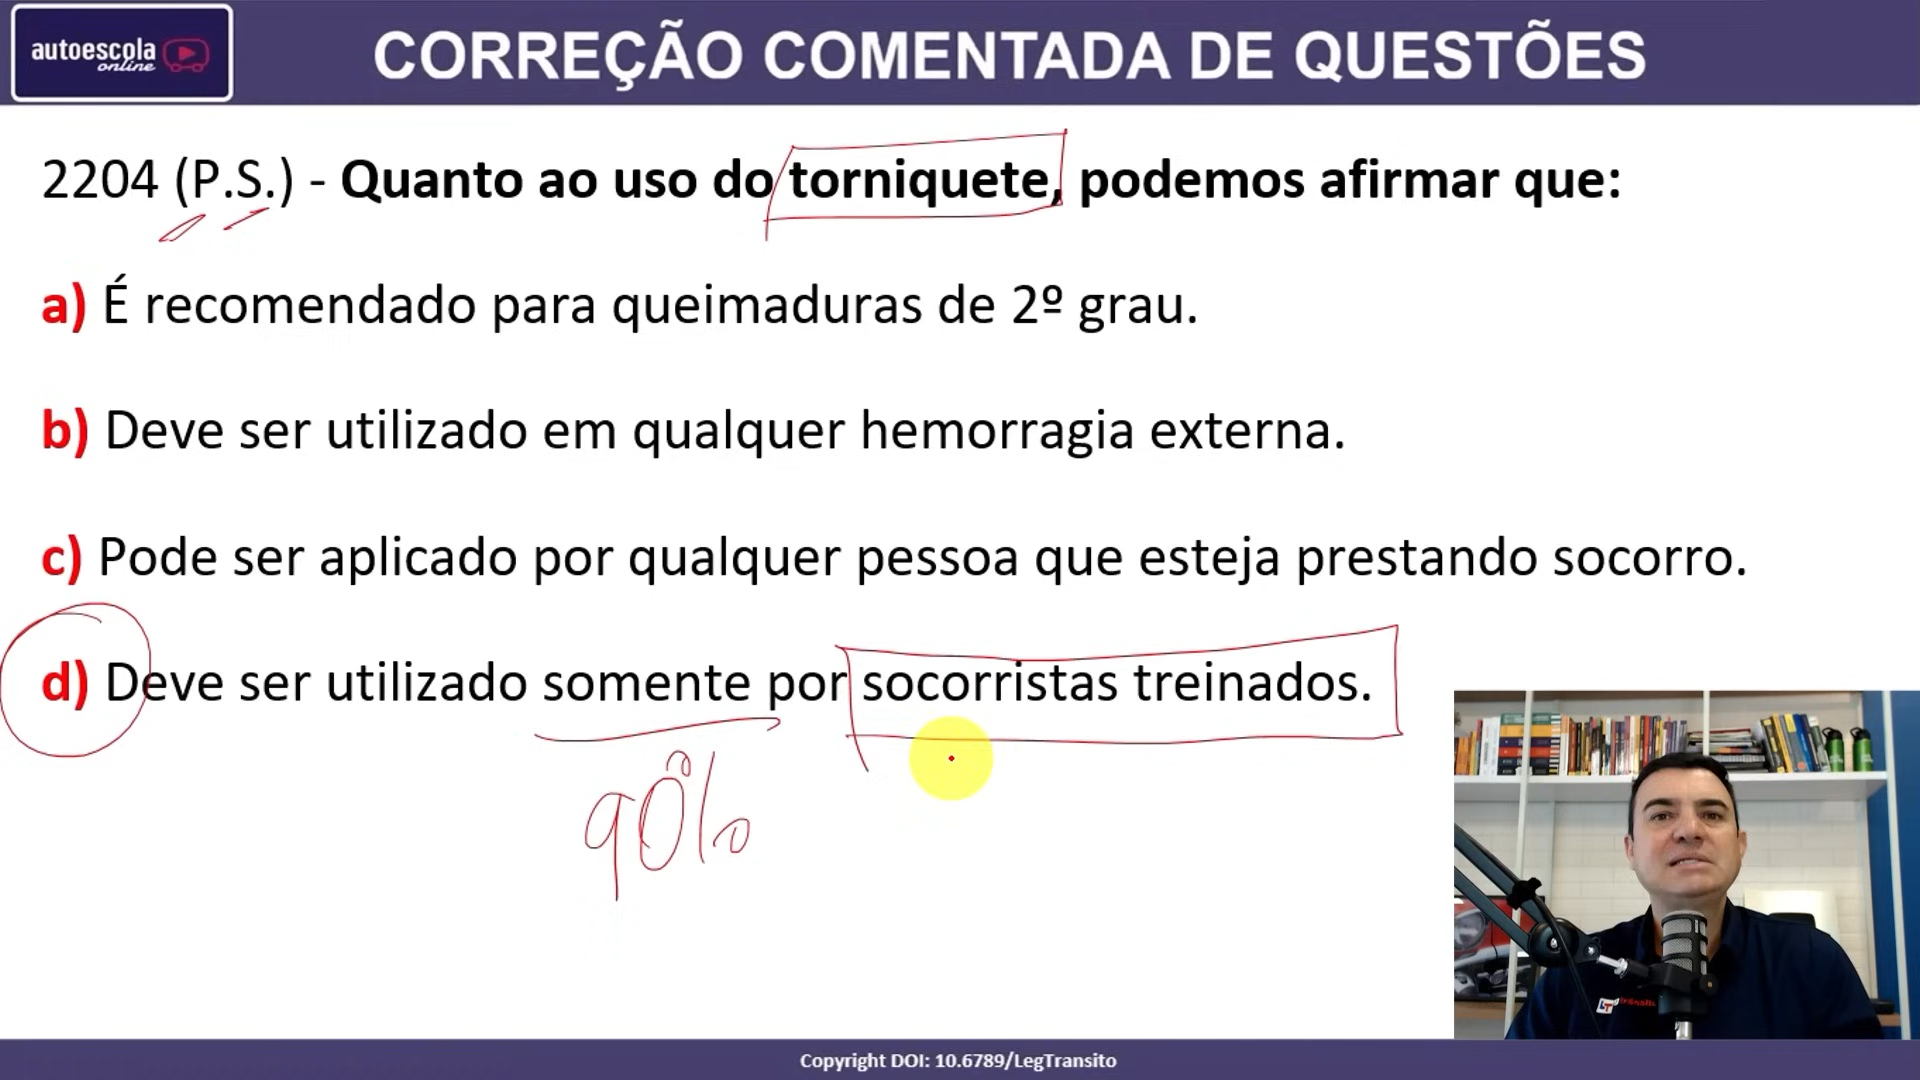 autoescola
online
CORREÇÃO COMENTADA DE QUESTÕES
2204 (P.S.) - Quanto ao uso do torniquete, podemos afirmar que:
a) É recomendado para queimaduras de 2º grau.
b) Deve ser utilizado em qualquer hemorragia externa.
c) Pode ser aplicado por qualquer pessoa que esteja prestando socorro.
d) Deve ser utilizado somente por socorristas treinados.
90%
Copyright DOI: 10.6789/LegTransito